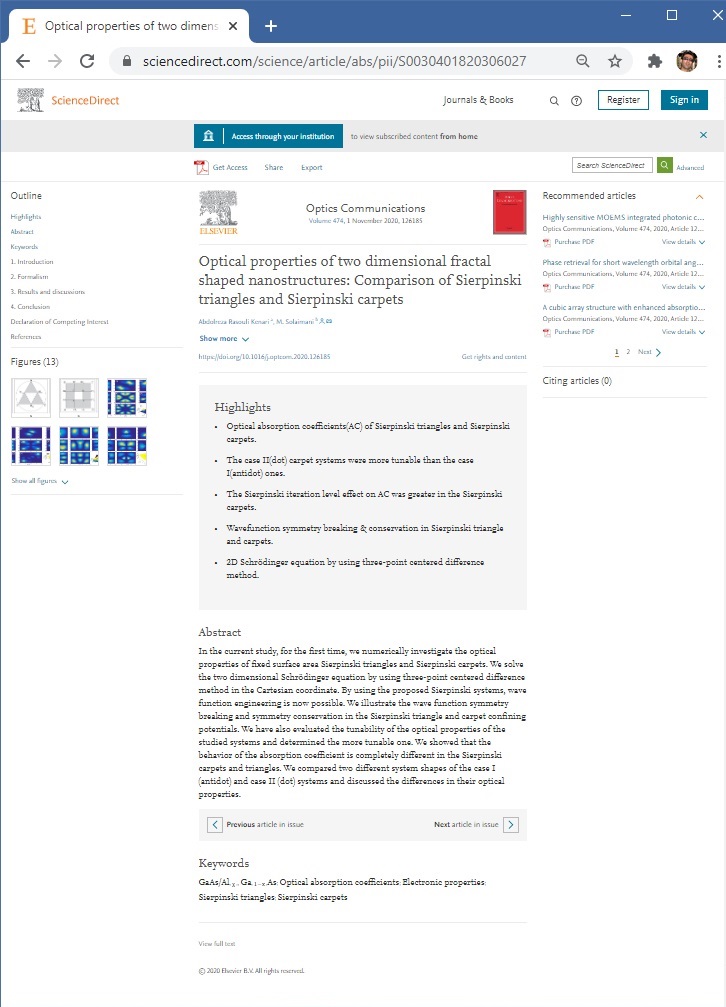 Optical properties of two dimens
sciencedirect.com/science/article/abs/pii/S0030401820306027
ScienceDirect
Journals & Books
Register
Sign in
Access through your institution
to view subscribed content from home
Get Access
Share
Export
Search ScienceDirect
Advanced
Outline
Highlights
Abstract
Keywords
1. Introduction
2. Formalism
3. Results and discussions
4. Conclusion
Declaration of Competing Interest
References
Figures (13)
Show all figures
ELSEVIER
Optics Communications
Volume 474, 1 November 2020, 126185
Optical properties of two dimensional fractal
shaped nanostructures: Comparison of Sierpinski
triangles and Sierpinski carpets
Abdolreza Rasouli Kenari a, M. Solaimani b
Show more
https://doi.org/10.1016/j.optcom.2020.126185
Get rights and content
Highlights
• Optical absorption coefficients(AC) of Sierpinski triangles and Sierpinski
carpets.
• The case II(dot) carpet systems were more tunable than the case
I(antidot) ones.
• The Sierpinski iteration level effect on AC was greater in the Sierpinski
carpets.
• Wavefunction symmetry breaking & conservation in Sierpinski triangle
and carpets.
• 2D Schrödinger equation by using three-point centered difference
method.
Abstract
In the current study, for the first time, we numerically investigate the optical
properties of fixed surface area Sierpinski triangles and Sierpinski carpets. We solve
the two dimensional Schrödinger equation by using three-point centered difference
method in the Cartesian coordinate. By using the proposed Sierpinski systems, wave
function engineering is now possible. We illustrate the wave function symmetry
breaking and symmetry conservation in the Sierpinski triangle and carpet confining
potentials. We have also evaluated the tunability of the optical properties of the
studied systems and determined the more tunable one. We showed that the
behavior of the absorption coefficient is completely different in the Sierpinski
carpets and triangles. We compared two different system shapes of the case I
(antidot) and case II (dot) systems and discussed the differences in their optical
properties.
Previous article in issue
Next article in issue
Keywords
GaAs/Al x, Ga 1−x As; Optical absorption coefficients; Electronic properties;
Sierpinski triangles; Sierpinski carpets
View full text
© 2020 Elsevier B.V. All rights reserved.
Recommended articles
Highly sensitive MOEMS integrated photonic c...
Optics Communications, Volume 474, 2020, Article 12...
Purchase PDF
View details
Phase retrieval for short wavelength orbital ang...
Optics Communications, Volume 474, 2020, Article 12...
Purchase PDF
View details
A cubic array structure with enhanced absorptio...
Optics Communications, Volume 474, 2020, Article 12...
Purchase PDF
View details
1 2 Next
Citing articles (0)